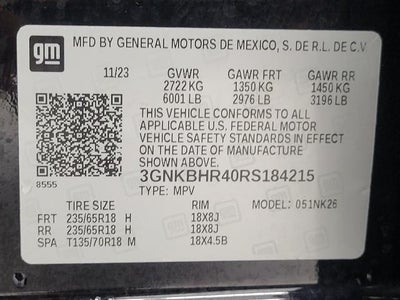 gm
MFD BY GENERAL MOTORS DE MEXICO, S. DE R.L. DE C.V
11/23 GVWR GAWR FRT GAWR RR
2722 KG 1350 KG 1450 KG
6001 LB 2976 LB 3196 LB
THIS VEHICLE CONFORMS TO ALL
APPLICABLE U.S. FEDERAL MOTOR
VEHICLE SAFETY STANDARDS IN EFFECT
ON THE DATE OF MANUFACTURE
SHOWN ABOVE.
8555
3GNKBHR40RS184215
TYPE: MPV
TIRE SIZE RIM MODEL: 051NK26
FRT 235/65R18 H 18X8J
RR 235/65R18 H 18X8J
SPA T135/70R18 M 18X4.5B